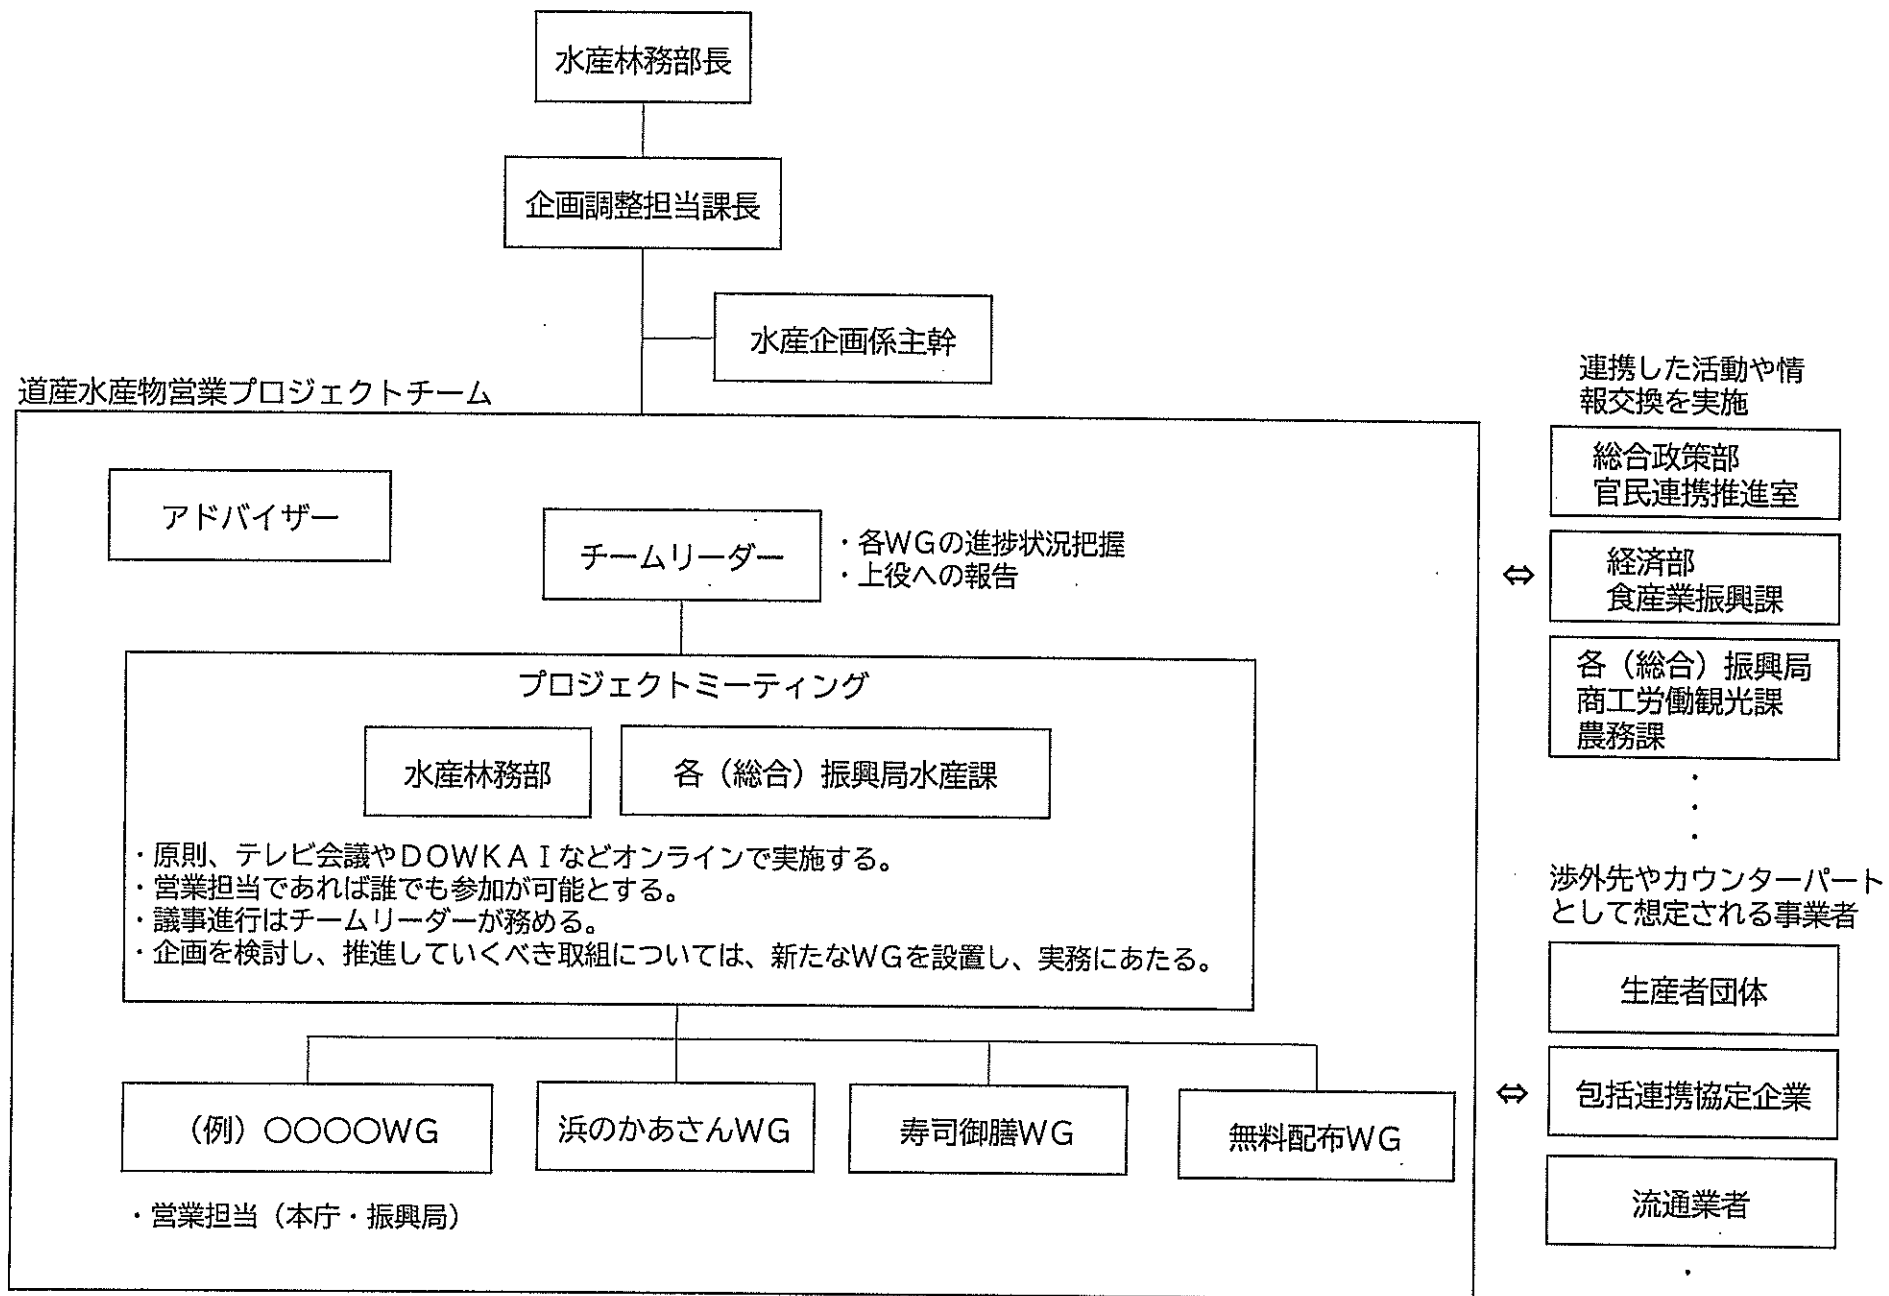 水産林務部長
企画調整担当課長
水産企画係主幹
道産水産物営業プロジェクトチーム
アドバイザー
チームリーダー
・各WGの進捗状況把握
・上役への報告
プロジェクトミーティング
水産林務部
各（総合）振興局水産課
・原則、テレビ会議やDOWKAIなどオンラインで実施する。
・営業担当であれば誰でも参加が可能とする。
・議事進行はチームリーダーが務める。
・企画を検討し、推進していくべき取組については、新たなWGを設置し、実務にあたる。
（例）○○○○WG
浜のかあさんWG
寿司御膳WG
無料配布WG
・営業担当（本庁・振興局）
連携した活動や情
報交換を実施
総合政策部
官民連携推進室
⇔
経済部
食産業振興課
各（総合）振興局
商工労働観光課
農務課
・
・
・
渉外先やカウンターパート
として想定される事業者
生産者団体
⇔
包括連携協定企業
流通業者
・